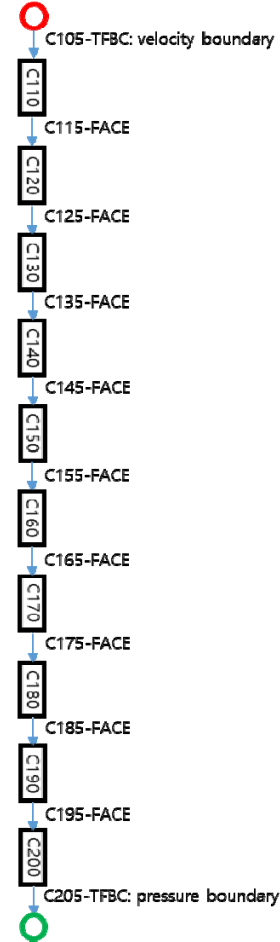 C105-TFBC: velocity boundary
C110
C115-FACE
C120
C125-FACE
C130
C135-FACE
C140
C145-FACE
C150
C155-FACE
C160
C165-FACE
C170
C175-FACE
C180
C185-FACE
C190
C195-FACE
C200
C205-TFBC: pressure boundary